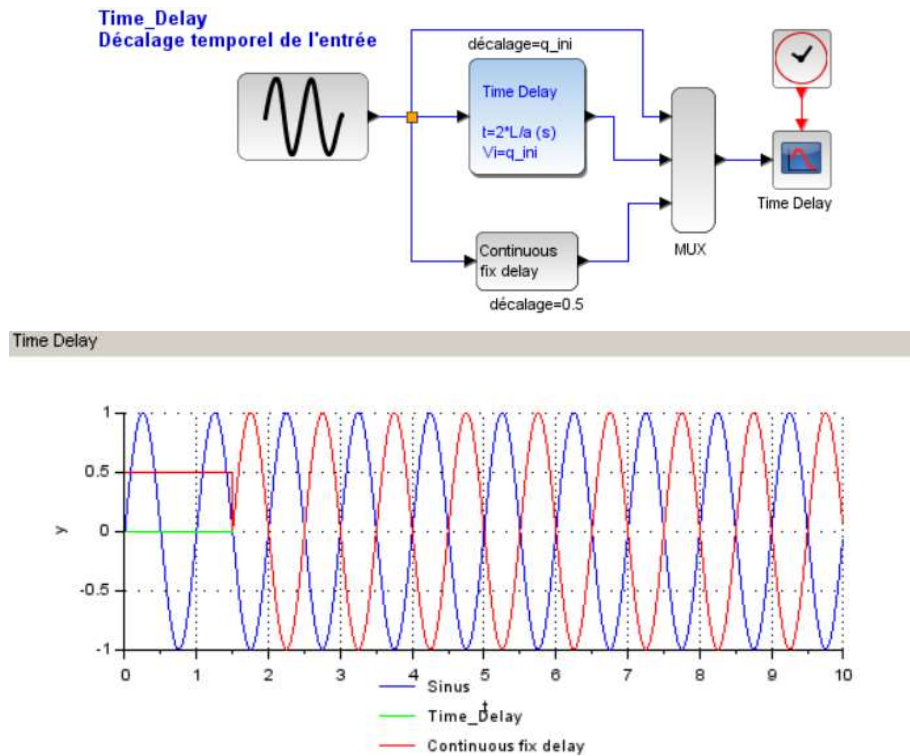 Time_Delay
Décalage temporel de l'entrée
décalage=q_ini
Time Delay
t=2*L/a (s)
Vi=q_ini
MUX
Time Delay
Continuous
fix delay
décalage=0.5
Time Delay
y
1
0.5
0
-0.5
-1
0 1 2 3 4 5 6 7 8 9 10
t
Sinus
Time_Delay
Continuous fix delay